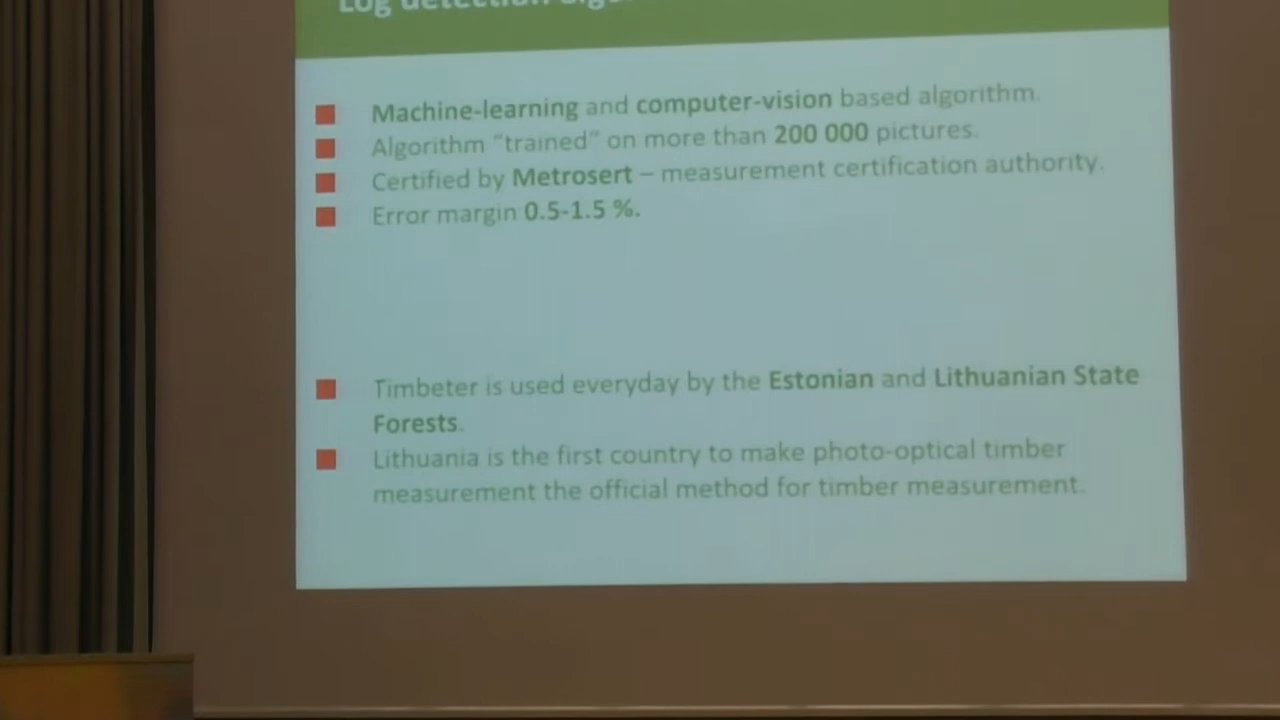 Log detection
Machine-learning and computer-vision based algorithm.
Algorithm “trained” on more than 200 000 pictures.
Certified by Metrosert – measurement certification authority.
Error margin 0.5-1.5 %.
Timbeter is used everyday by the Estonian and Lithuanian State
Forests.
Lithuania is the first country to make photo-optical timber
measurement the official method for timber measurement.